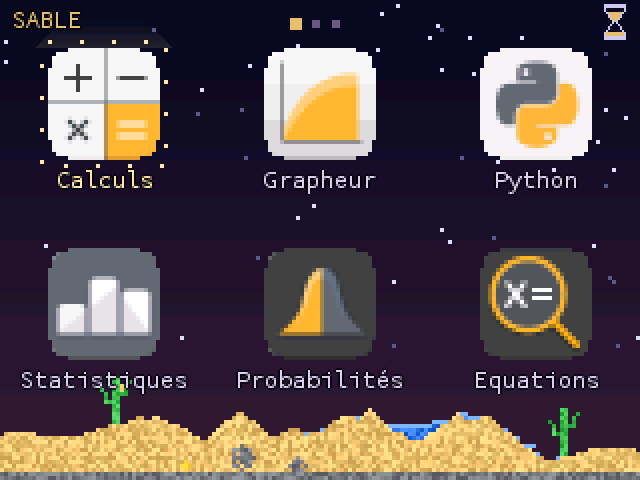 SABLE
+ −
× =
Calculs Grapheur Python
x=
Statistiques Probabilités Equations